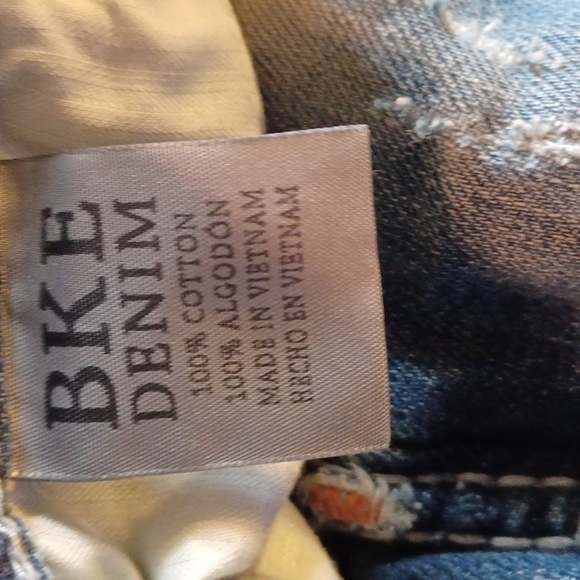 BKE
DENIM
100% COTTON
100% ALGODÓN
MADE IN VIETNAM
HECHO EN VIETNAM